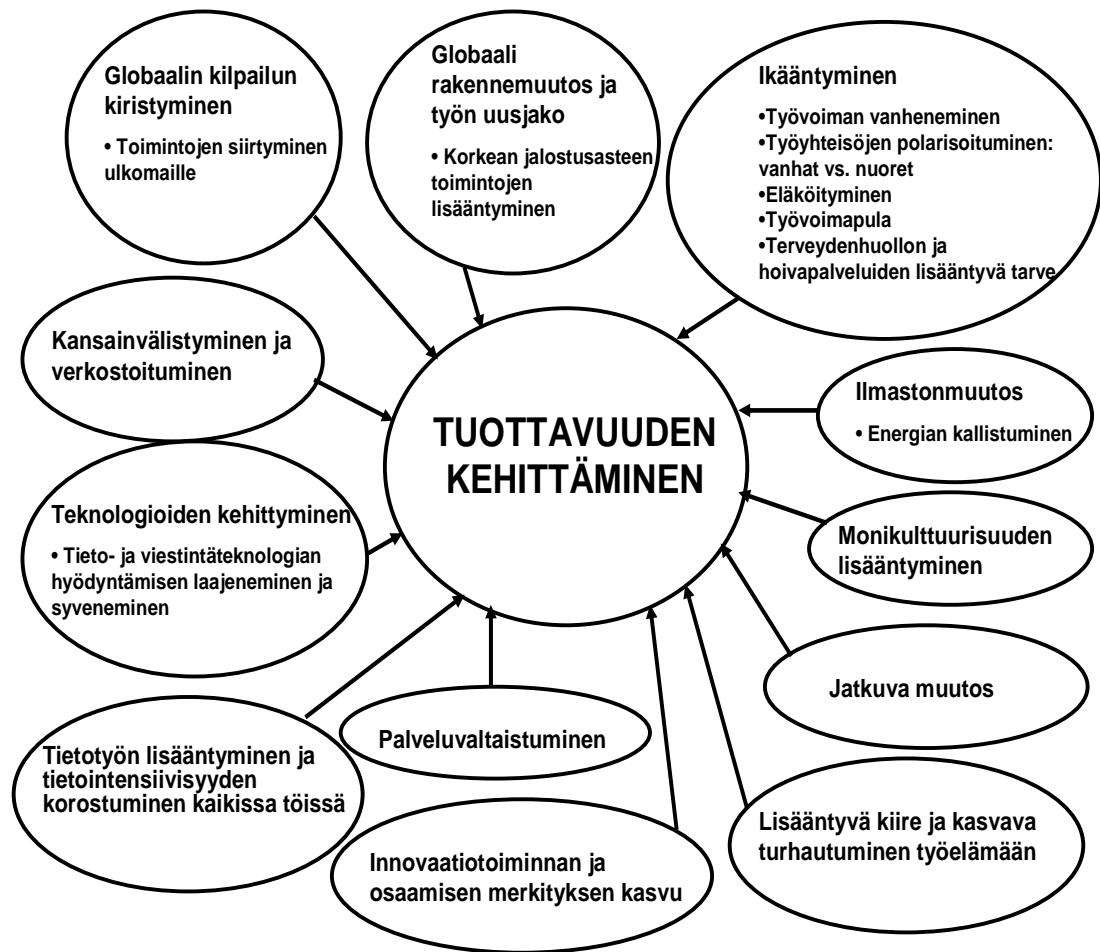 Globaalin kilpailun
kiristyminen
• Toimintojen siirtyminen
ulkomaille
Globaali
rakennemuutos ja
työn uusjako
• Korkean jalostusasteen
toimintojen
lisääntyminen
Ikääntyminen
•Työvoiman vanheneminen
•Työyhteisöjen polarisoituminen:
vanhat vs. nuoret
•Eläköityminen
•Työvoimapula
•Terveydenhuollon ja
hoivapalveluiden lisääntyvä tarve
Kansainvälistyminen ja
verkostoituminen
TUOTTAVUUDEN
KEHITTÄMINEN
Ilmastonmuutos
• Energian kallistuminen
Teknologioiden kehittyminen
• Tieto- ja viestintäteknologian
hyödyntämisen laajeneminen ja
syveneminen
Monikulttuurisuuden
lisääntyminen
Jatkuva muutos
Palveluvaltaistuminen
Tietotyön lisääntyminen ja
tietointensiivisyyden
korostuminen kaikissa töissä
Lisääntyvä kiire ja kasvava
turhautuminen työelämään
Innovaatiotoiminnan ja
osaamisen merkityksen kasvu